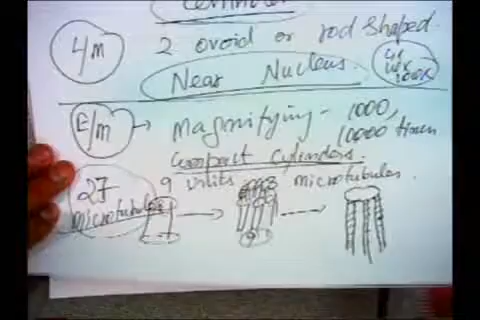 L/m 2 ovoid or rod shaped.
Near Nucleus.
E/m → Magnifying - 1000,
10000 times
Compact Cylinders.
27 9 units microtubules.
microtubules